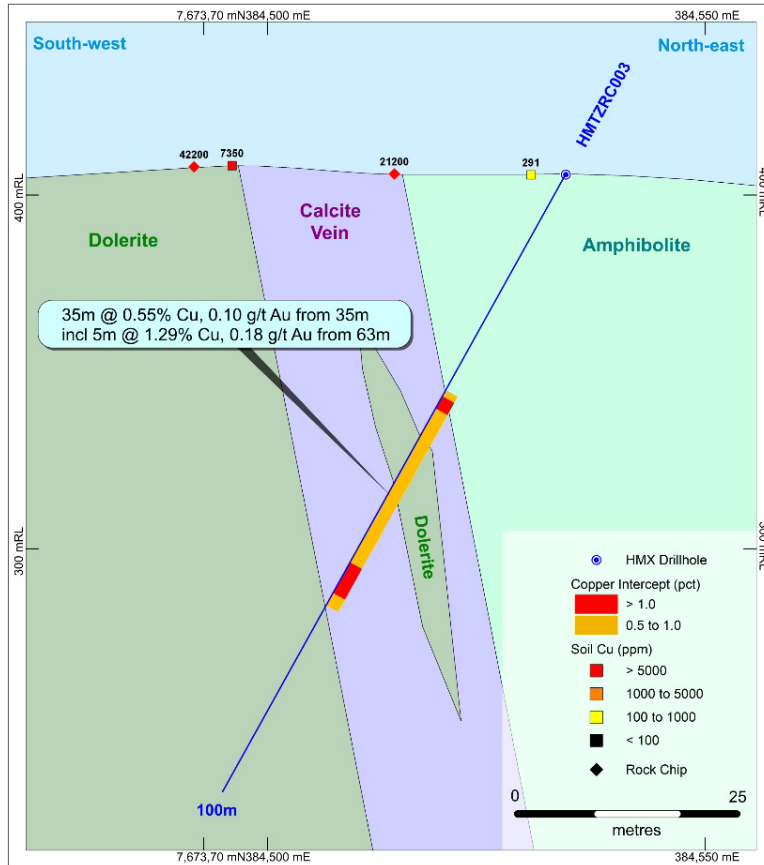 7,673,70 mN384,500 mE
384,550 mE
South-west
North-east
HMTZRC003
42200
7350
21200
291
400 mRL
400 mRL
Dolerite
Calcite
Vein
Amphibolite
35m @ 0.55% Cu, 0.10 g/t Au from 35m
incl 5m @ 1.29% Cu, 0.18 g/t Au from 63m
Dolerite
300 mRL
300 mRL
HMX Drillhole
Copper Intercept (pct)
> 1.0
0.5 to 1.0
Soil Cu (ppm)
> 5000
1000 to 5000
100 to 1000
< 100
Rock Chip
0
25
metres
100m
7,673,70 mN384,500 mE
384,550 mE